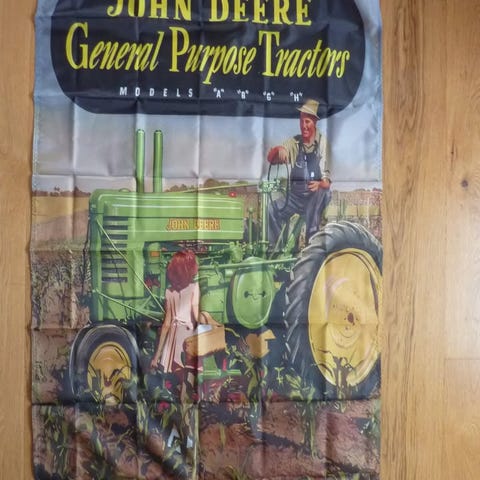 JOHN DEERE
General Purpose Tractors
MODELS "A" "B" "G" "H"
JOHN DEERE